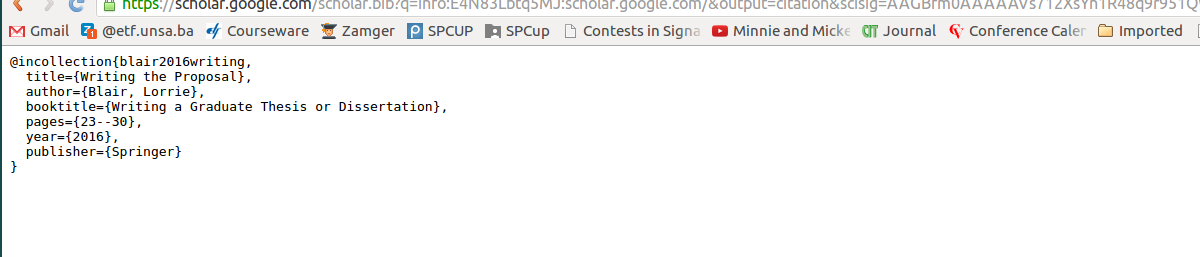 https://scholar.google.com/scholar.bib?q=info:E4N83Lbtq5MJ:scholar.google.com/&output=citation&scisig=
Gmail @etf.unsa.ba Courseware Zamger SPCUP SPCup Contests in Signa Minnie and Micke Journal Conference Caler Imported
@incollection{blair2016writing,
title={Writing the Proposal},
author={Blair, Lorrie},
booktitle={Writing a Graduate Thesis or Dissertation},
pages={23--30},
year={2016},
publisher={Springer}
}